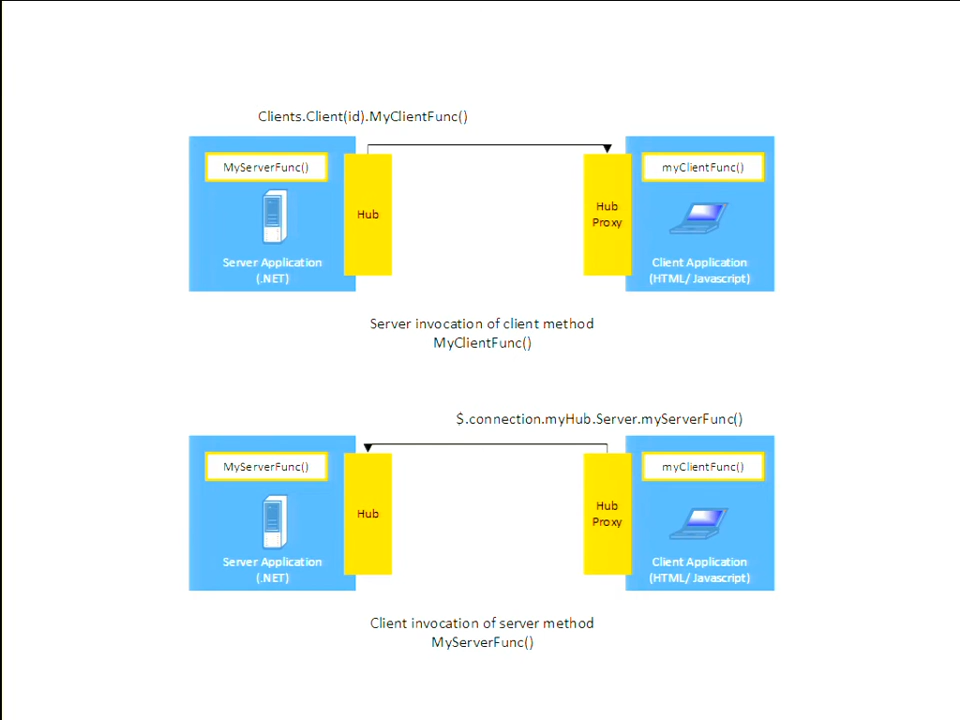 Clients.Client(id).MyClientFunc()
MyServerFunc()
Hub
Server Application
(.NET)
Hub
Proxy
myClientFunc()
Client Application
(HTML/ Javascript)
Server invocation of client method
MyClientFunc()
$.connection.myHub.Server.myServerFunc()
MyServerFunc()
Hub
Server Application
(.NET)
Hub
Proxy
myClientFunc()
Client Application
(HTML/ Javascript)
Client invocation of server method
MyServerFunc()